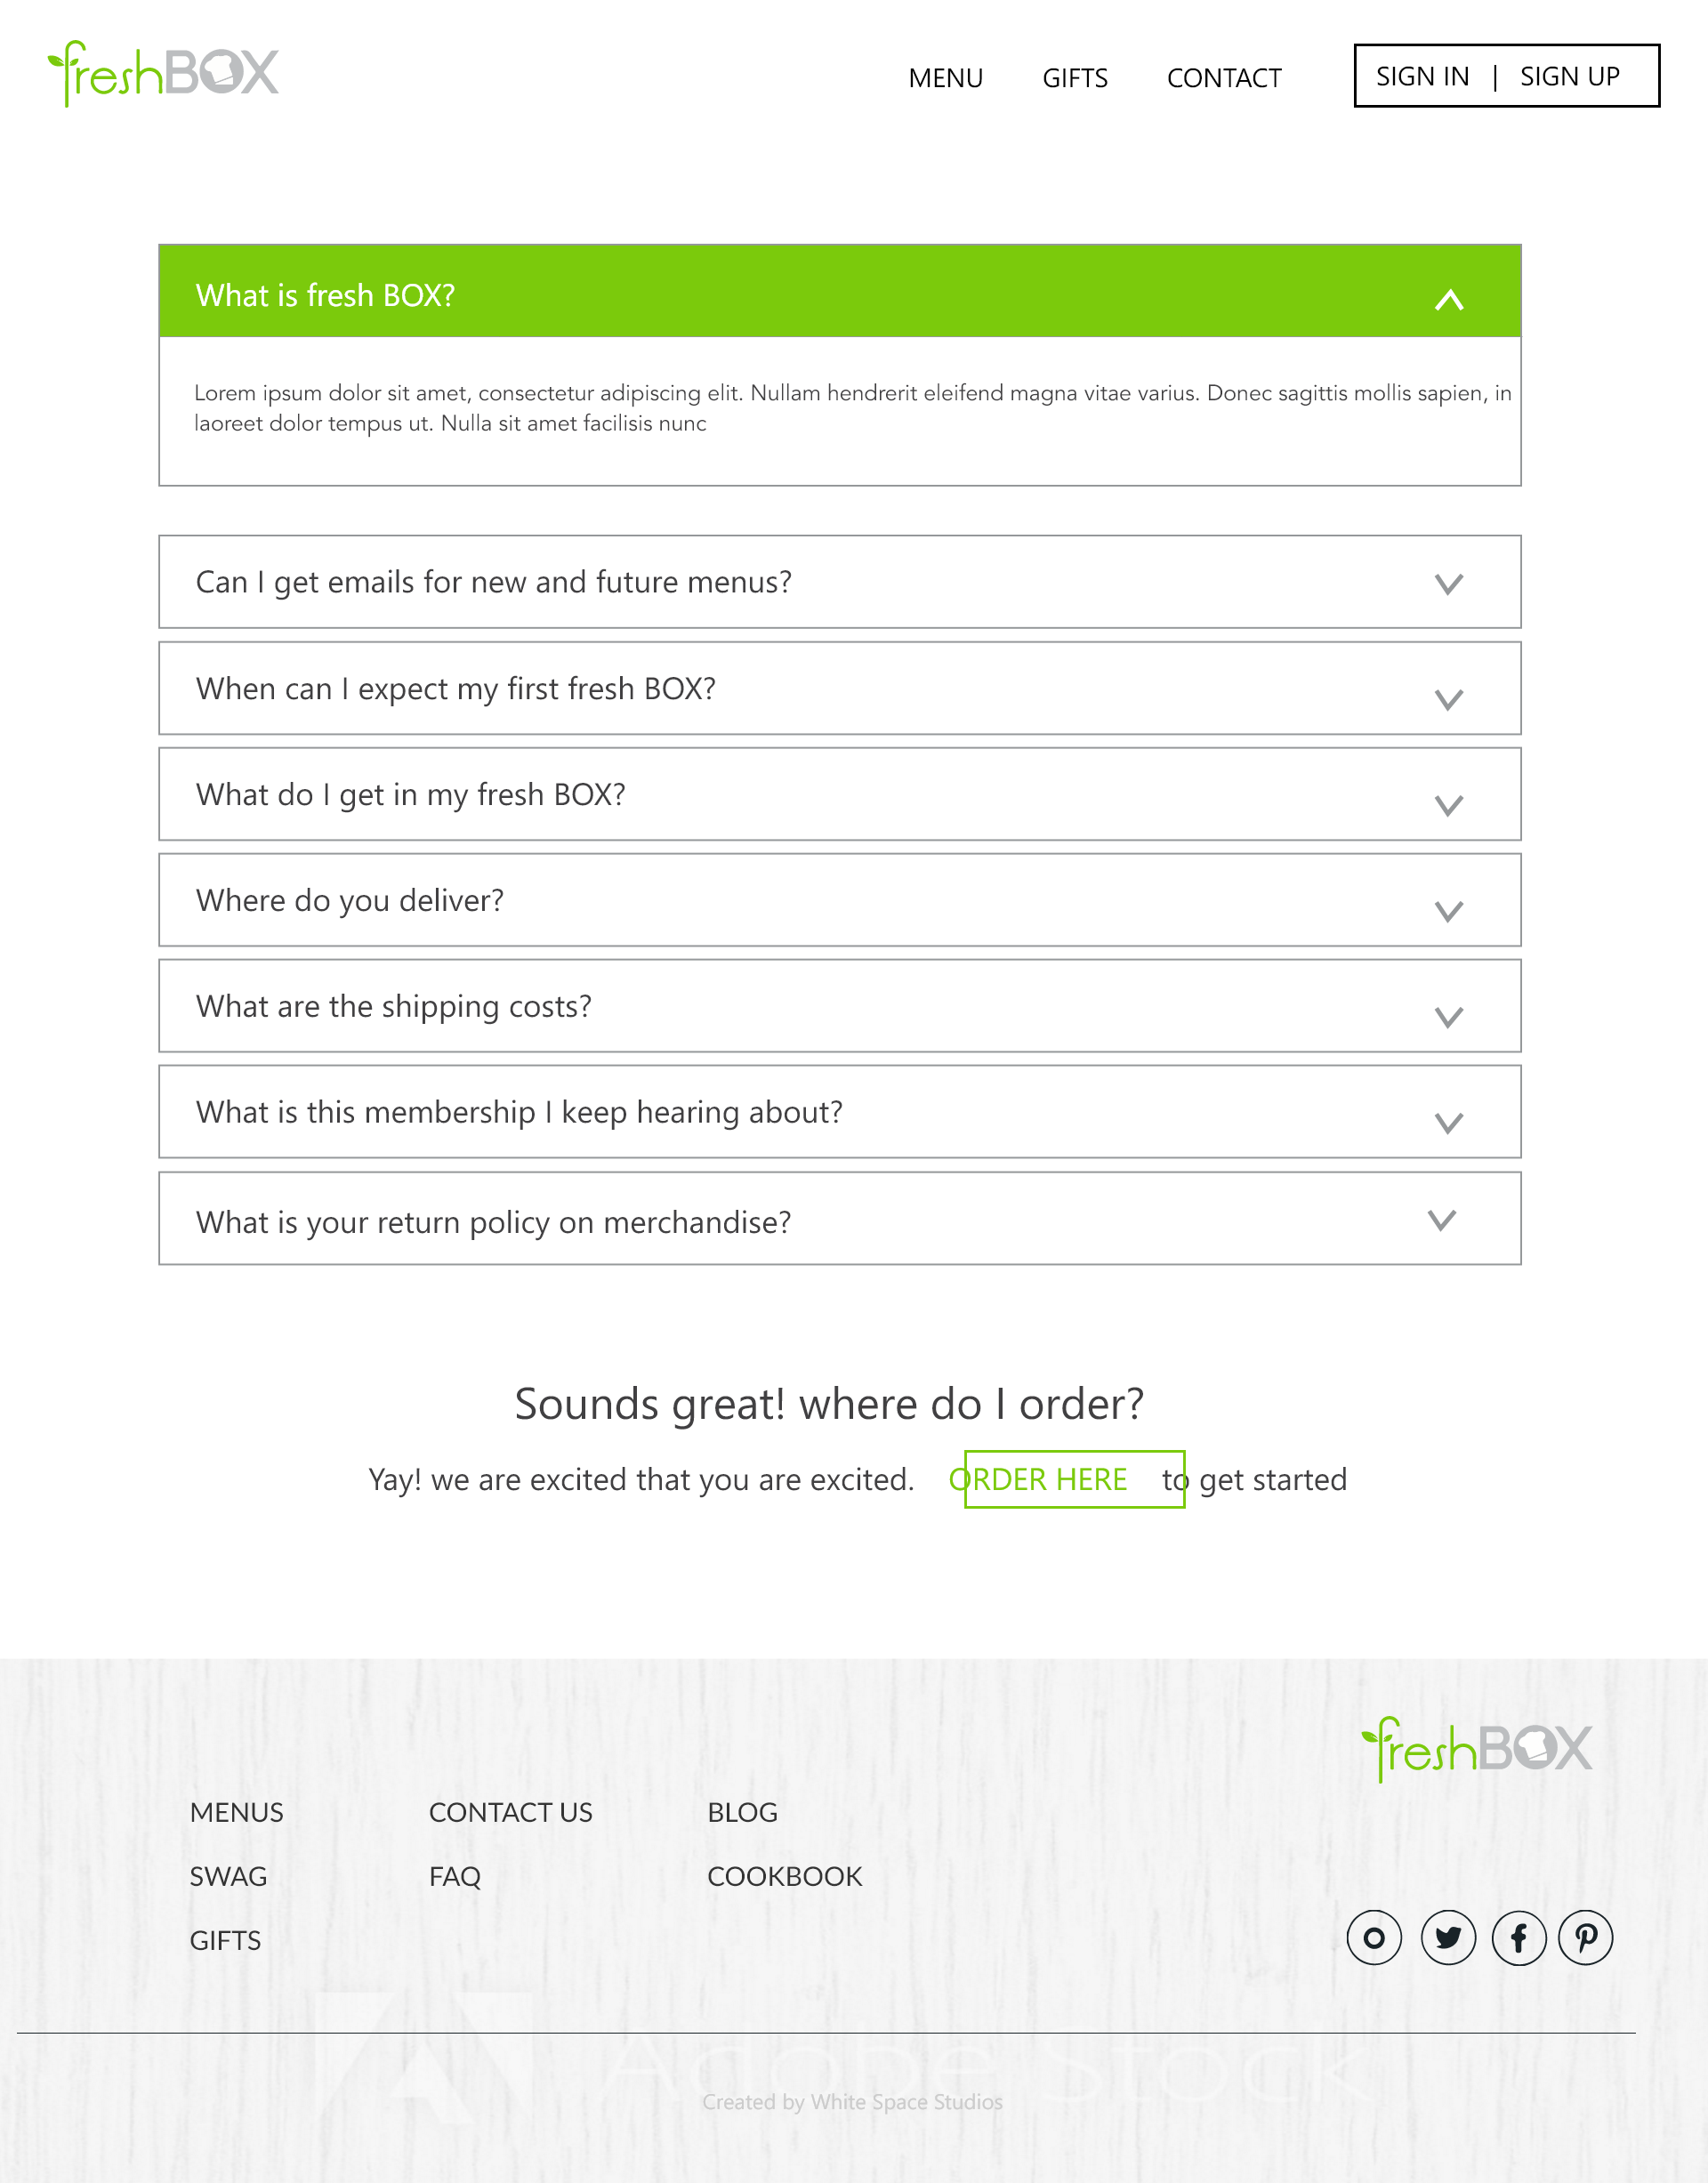 freshBOX
MENU GIFTS CONTACT SIGN IN | SIGN UP
What is fresh BOX?
Lorem ipsum dolor sit amet, consectetur adipiscing elit. Nullam hendrerit eleifend magna vitae varius. Donec sagittis mollis sapien, in
laoreet dolor tempus ut. Nulla sit amet facilisis nunc
Can I get emails for new and future menus?
When can I expect my first fresh BOX?
What do I get in my fresh BOX?
Where do you deliver?
What are the shipping costs?
What is this membership I keep hearing about?
What is your return policy on merchandise?
Sounds great! where do I order?
Yay! we are excited that you are excited. ORDER HERE to get started
freshBOX
MENUS CONTACT US BLOG
SWAG FAQ COOKBOOK
GIFTS
Adobe Stock
Created by White Space Studios